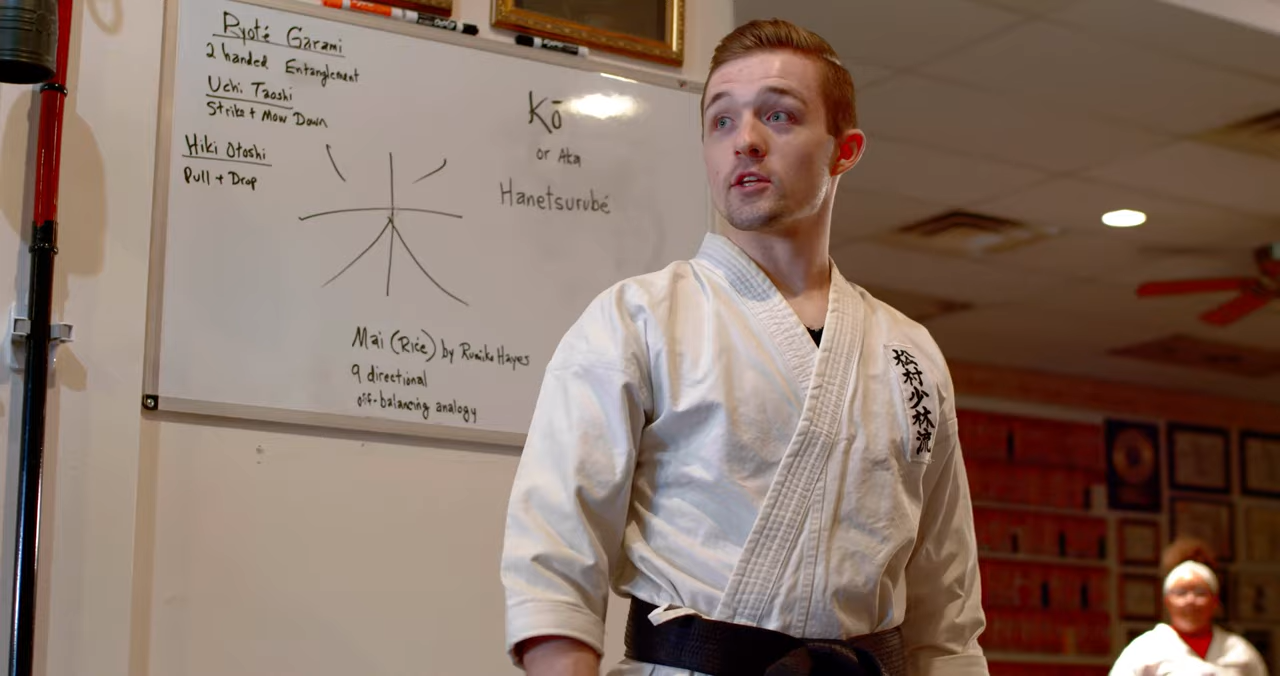 Ryoté Garami
2 handed Entanglement
Uchi Taoshi
Strike + Mow Down
Hiki Otoshi
Pull + Drop
Kō
or Aka
Hanetsurubé
米
Mai (Rice) by Rumiko Hayes
9 directional
off-balancing analogy
松村少林流